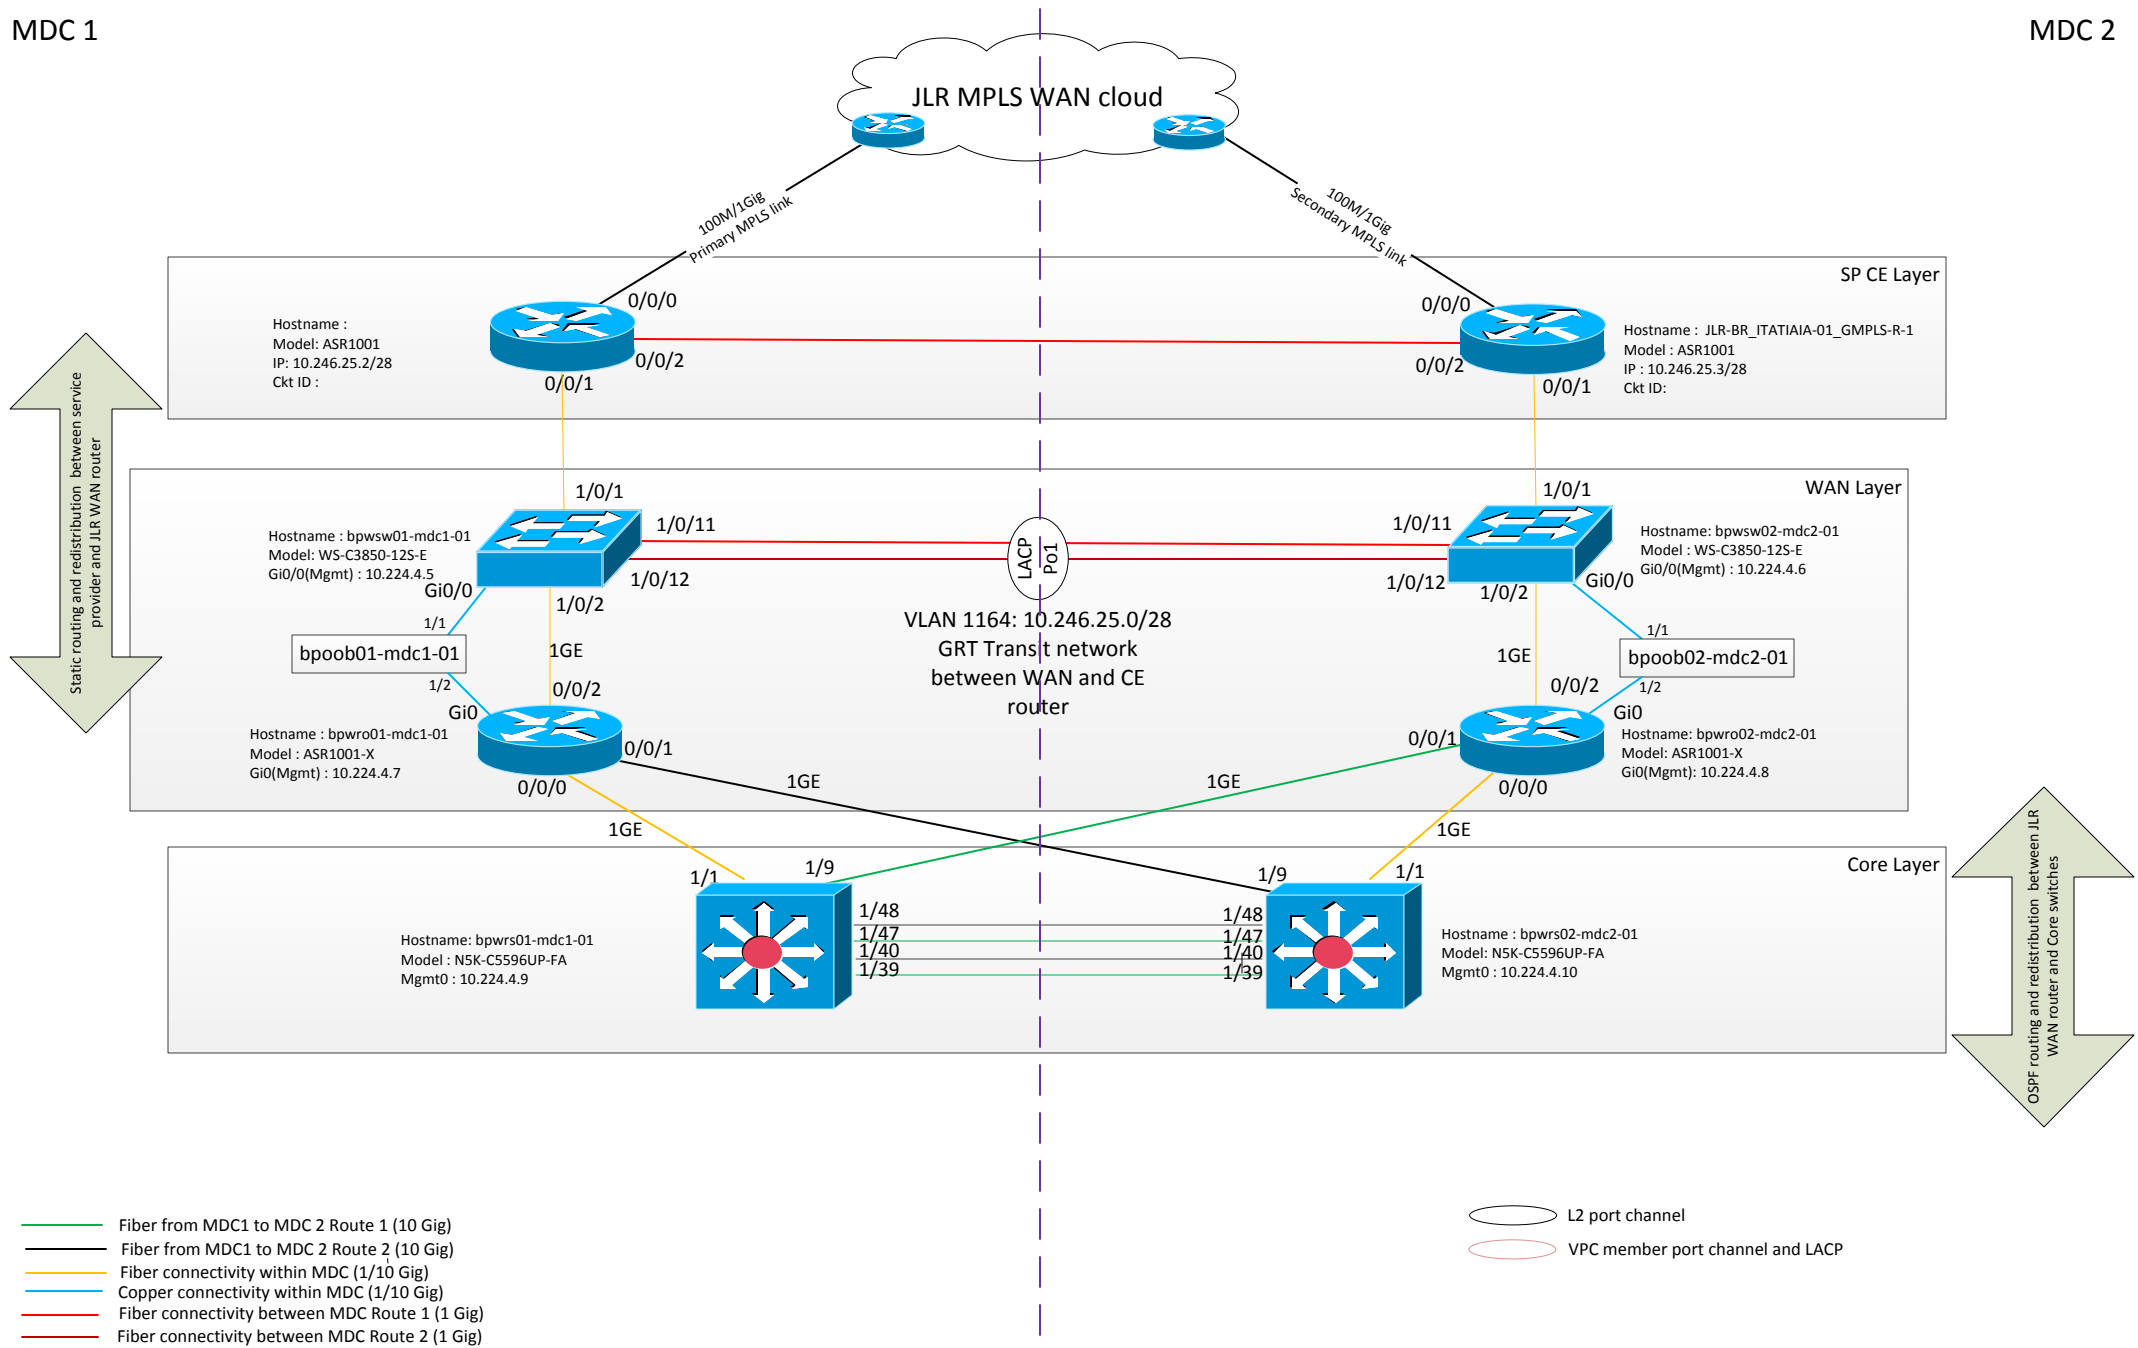 MDC 1
MDC 2
JLR MPLS WAN cloud
100M/1Gig
Primary MPLS link
100M/1Gig
Secondary MPLS link
SP CE Layer
0/0/0
0/0/0
Hostname :
Model: ASR1001
IP: 10.246.25.2/28
Ckt ID :
0/0/2
0/0/1
Hostname : JLR-BR_ITATIAIA-01_GMPLS-R-1
Model : ASR1001
IP : 10.246.25.3/28
Ckt ID:
0/0/2
0/0/1
Static routing and redistribution between service
provider and JLR WAN router
WAN Layer
1/0/1
1/0/1
1/0/11
1/0/11
Hostname : bpwsw01-mdc1-01
Model: WS-C3850-12S-E
Gi0/0(Mgmt) : 10.224.4.5
Hostname: bpwsw02-mdc2-01
Model : WS-C3850-12S-E
Gi0/0(Mgmt) : 10.224.4.6
LACP
Po1
1/0/12
1/0/12
Gi0/0
1/0/2
1/0/2
Gi0/0
1/1
bpoob01-mdc1-01
1/2
1GE
VLAN 1164: 10.246.25.0/28
GRT Transit network
between WAN and CE
router
1GE
1/1
bpoob02-mdc2-01
1/2
0/0/2
0/0/2
Gi0
Gi0
Hostname : bpwro01-mdc1-01
Model : ASR1001-X
Gi0(Mgmt) : 10.224.4.7
0/0/1
0/0/0
0/0/1
0/0/0
Hostname: bpwro02-mdc2-01
Model: ASR1001-X
Gi0(Mgmt): 10.224.4.8
1GE
1GE
1GE
1GE
Core Layer
1/1
1/9
1/9
1/1
Hostname: bpwrs01-mdc1-01
Model : N5K-C5596UP-FA
Mgmt0 : 10.224.4.9
1/48
1/47
1/40
1/39
1/48
1/47
1/40
1/39
Hostname : bpwrs02-mdc2-01
Model: N5K-C5596UP-FA
Mgmt0 : 10.224.4.10
OSPF routing and redistribution between JLR
WAN router and Core switches
Fiber from MDC1 to MDC 2 Route 1 (10 Gig)
Fiber from MDC1 to MDC 2 Route 2 (10 Gig)
Fiber connectivity within MDC (1/10 Gig)
Copper connectivity within MDC (1/10 Gig)
Fiber connectivity between MDC Route 1 (1 Gig)
Fiber connectivity between MDC Route 2 (1 Gig)
L2 port channel
VPC member port channel and LACP